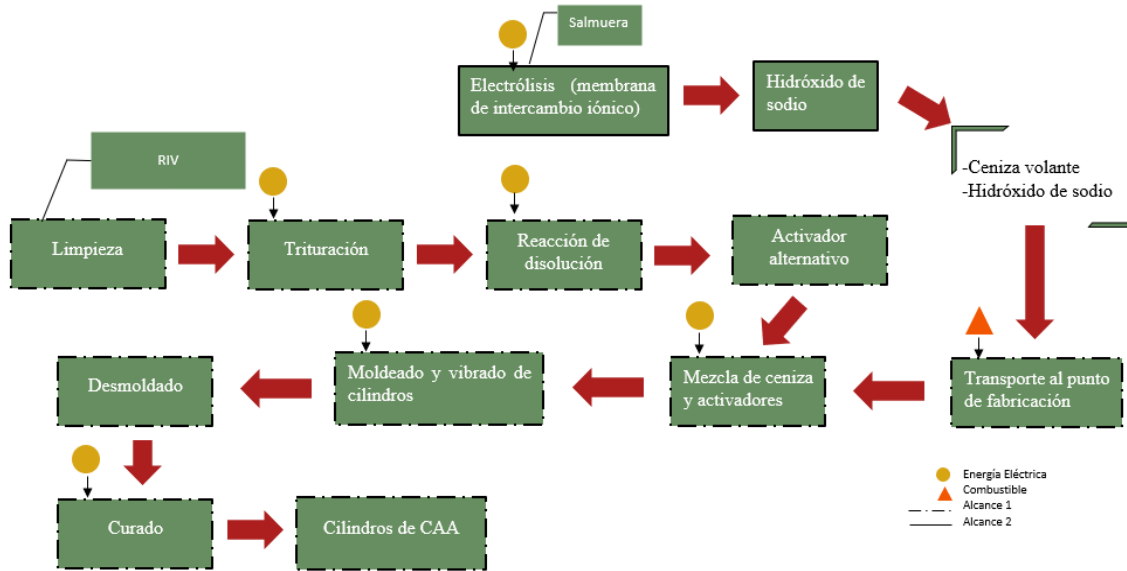 Salmuera
Electrólisis (membrana
de intercambio iónico)
Hidróxido de
sodio
-Ceniza volante
-Hidróxido de sodio
RIV
Limpieza
Trituración
Reacción de
disolución
Activador
alternativo
Desmoldado
Moldeado y vibrado de
cilindros
Mezcla de ceniza
y activadores
Transporte al punto
de fabricación
Curado
Cilindros de CAA
Energía Eléctrica
Combustible
Alcance 1
Alcance 2